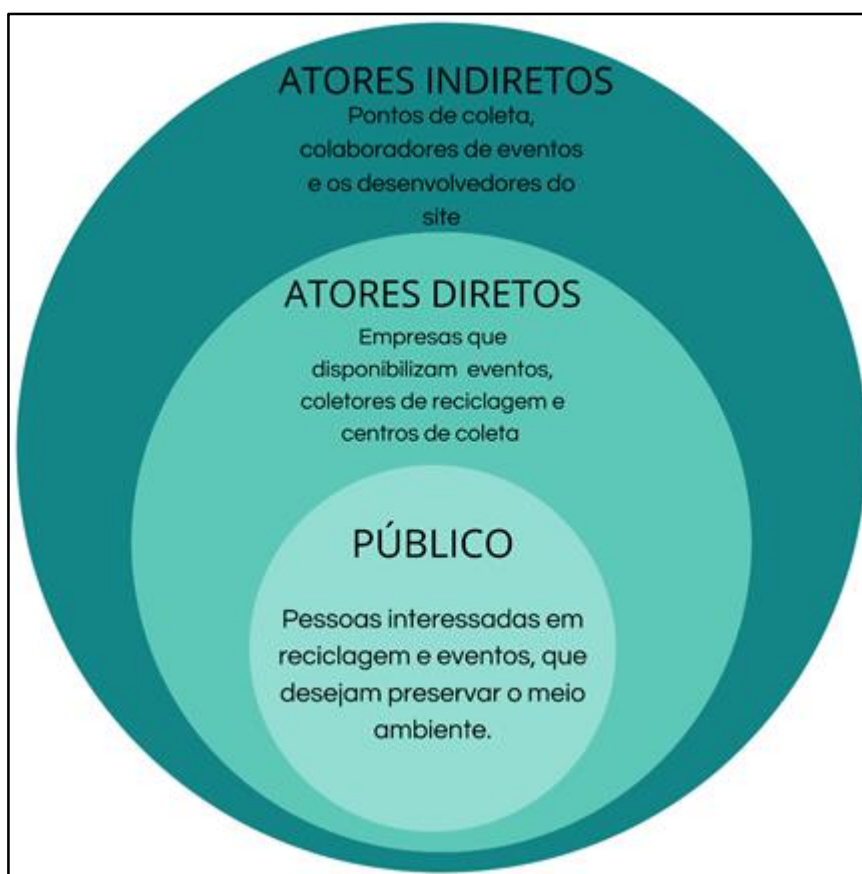 ATORES INDIRETOS
Pontos de coleta,
colaboradores de eventos
e os desenvolvedores do
site
ATORES DIRETOS
Empresas que
disponibilizam eventos,
coletores de reciclagem e
centros de coleta
PÚBLICO
Pessoas interessadas em
reciclagem e eventos, que
desejam preservar o meio
ambiente.